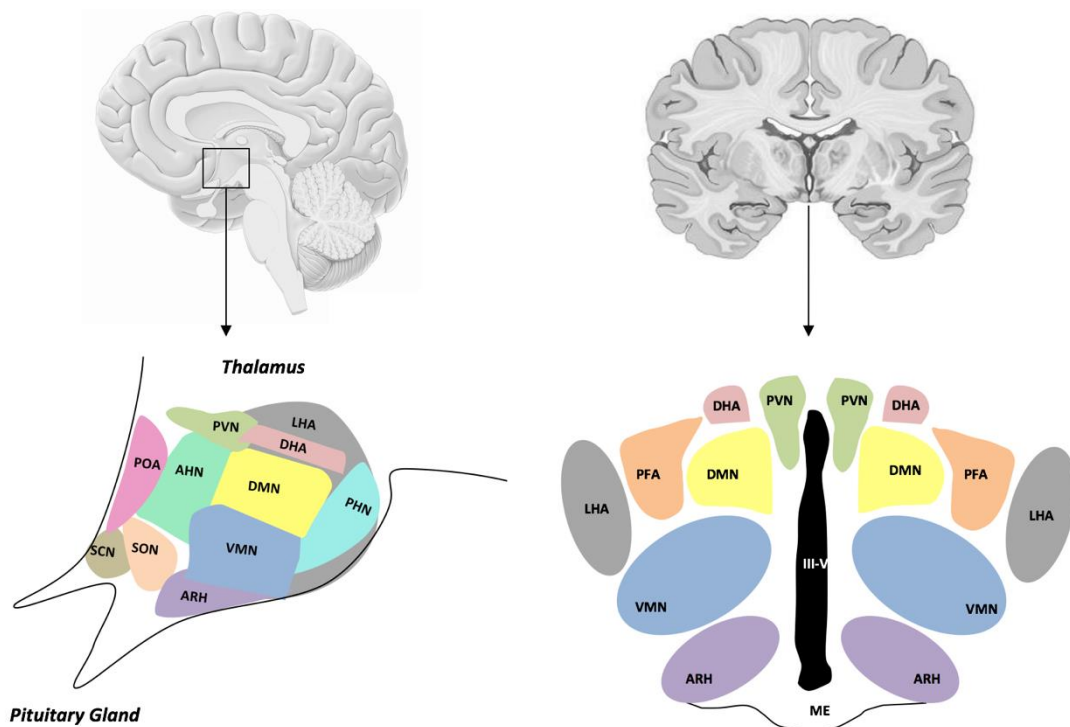 Thalamus
PVN
LHA
DHA
POA
AHN
DMN
PHN
SCN
SON
VMN
ARH
Pituitary Gland
DHA
PVN
PVN
DHA
PFA
DMN
DMN
PFA
LHA
LHA
III-V
VMN
VMN
ARH
ARH
ME